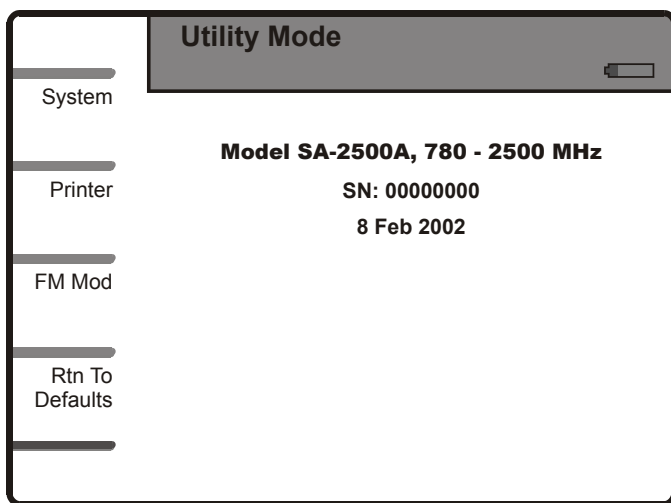 Utility Mode
System
Printer
FM Mod
Rtn To
Defaults
Model SA-2500A, 780 - 2500 MHz
SN: 00000000
8 Feb 2002